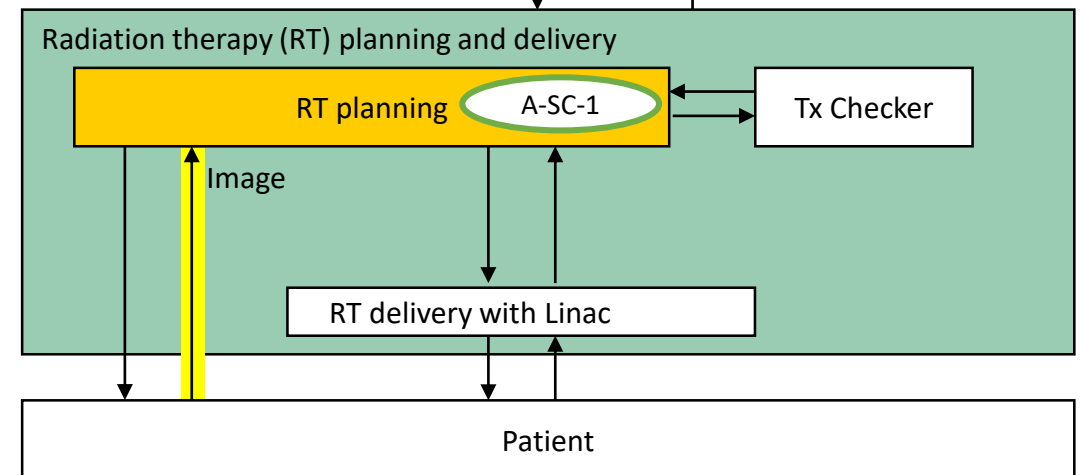 Radiation therapy (RT) planning and delivery
RT planning
A-SC-1
Tx Checker
Image
RT delivery with Linac
Patient